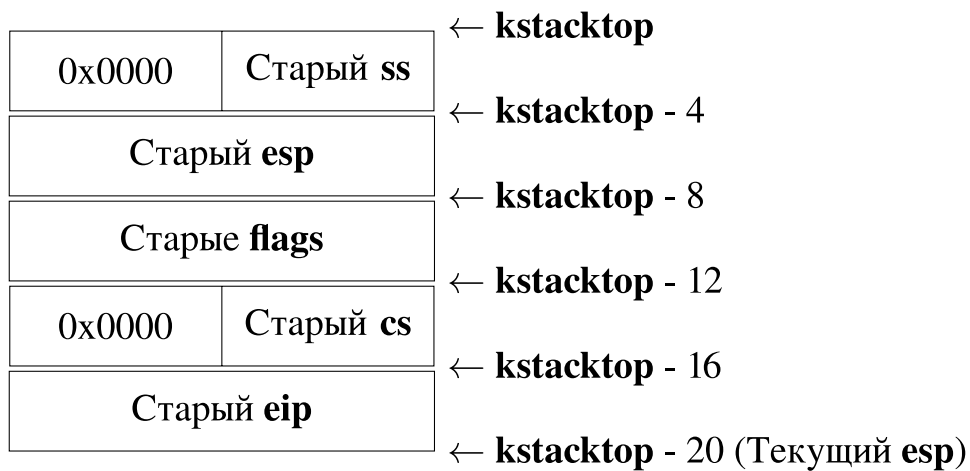 ← kstacktop
0x0000 Старый ss
← kstacktop - 4
Старый esp
← kstacktop - 8
Старые flags
← kstacktop - 12
0x0000 Старый cs
← kstacktop - 16
Старый eip
← kstacktop - 20 (Текущий esp)